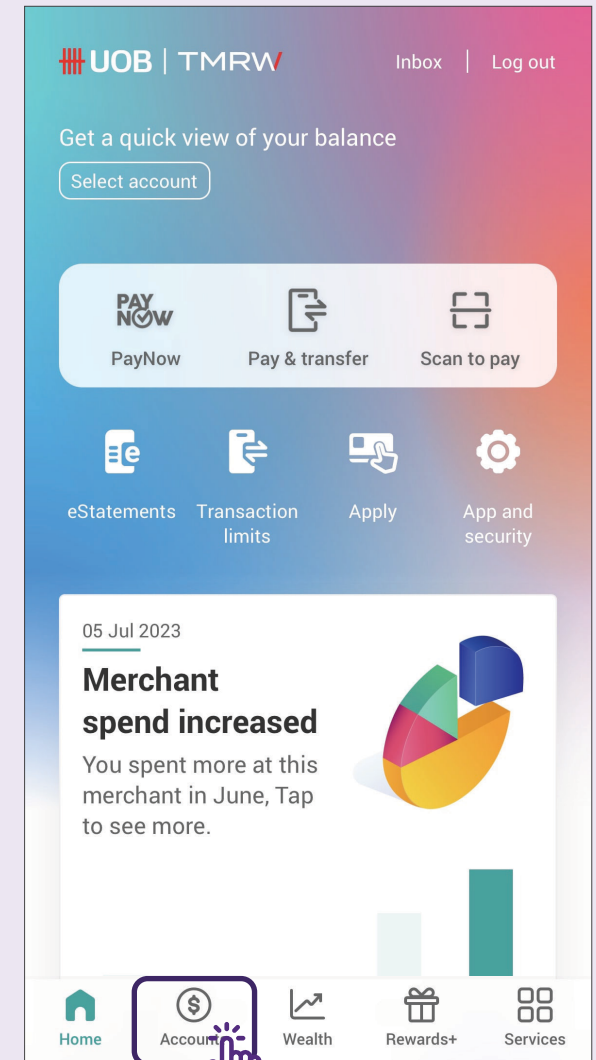 UOB | TMRW
Inbox | Log out
Get a quick view of your balance
Select account
PAY
NOW
PayNow
Pay & transfer
Scan to pay
e
eStatements
Transaction
limits
Apply
App and
security
05 Jul 2023
Merchant
spend increased
You spent more at this
merchant in June, Tap
to see more.
$
Home
Account
Wealth
Rewards+
Services